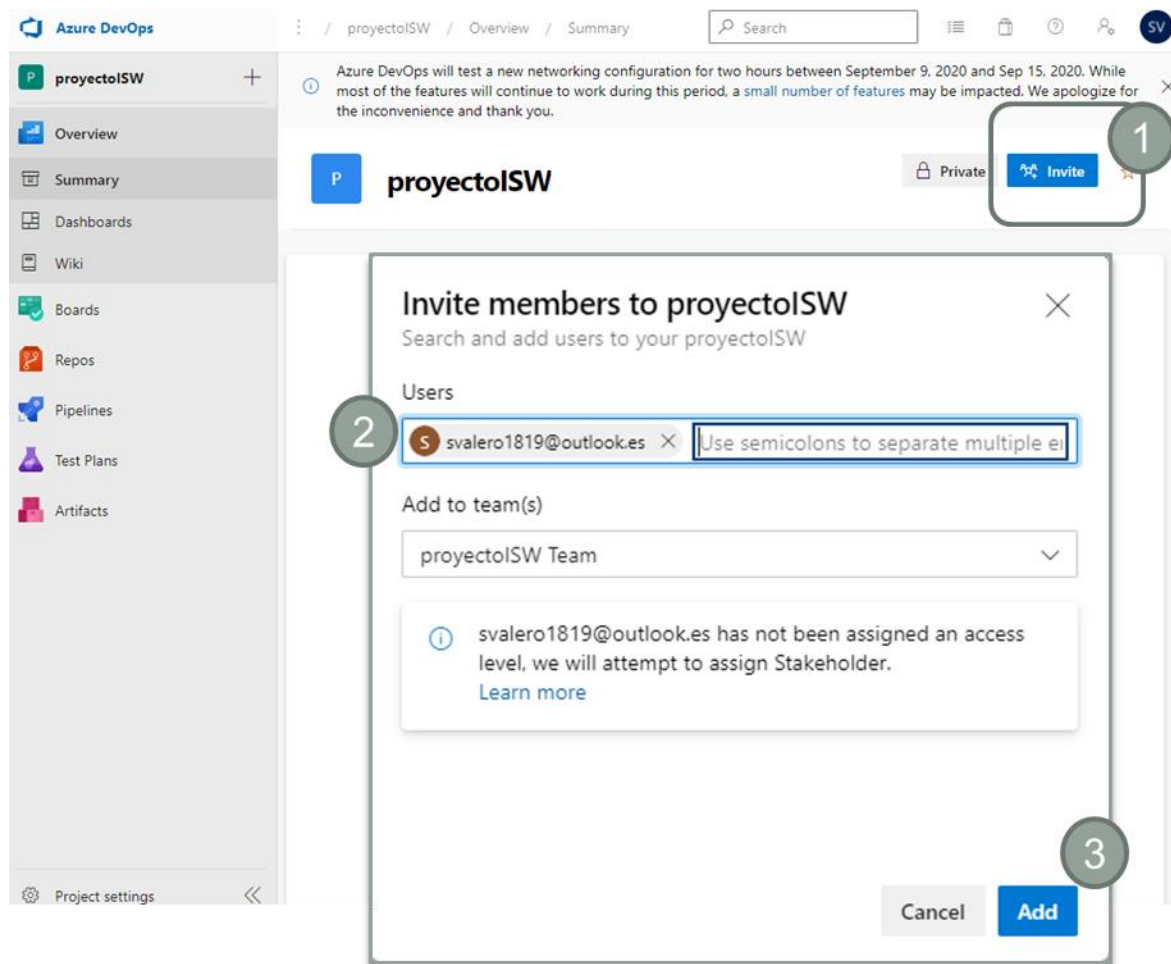 Azure DevOps
/ proyectoISW / Overview / Summary
Search
SV
P proyectoISW +
Overview
Summary
Dashboards
Wiki
Boards
Repos
Pipelines
Test Plans
Artifacts
Project settings
Azure DevOps will test a new networking configuration for two hours between September 9, 2020 and Sep 15, 2020. While
most of the features will continue to work during this period, a small number of features may be impacted. We apologize for
the inconvenience and thank you.
P
proyectoISW
Private
Invite
1
Invite members to proyectoISW
Search and add users to your proyectoISW
Users
2
S svalero1819@outlook.es
Use semicolons to separate multiple
Add to team(s)
proyectoISW Team
svalero1819@outlook.es has not been assigned an access
level, we will attempt to assign Stakeholder.
Learn more
3
Cancel
Add